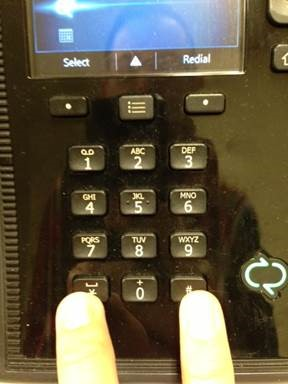 Select Redial
ABC DEF
1 2 3
GHI JKL MNO
4 5 6
PQRS TUV WXYZ
7 8 9
+
* 0 #